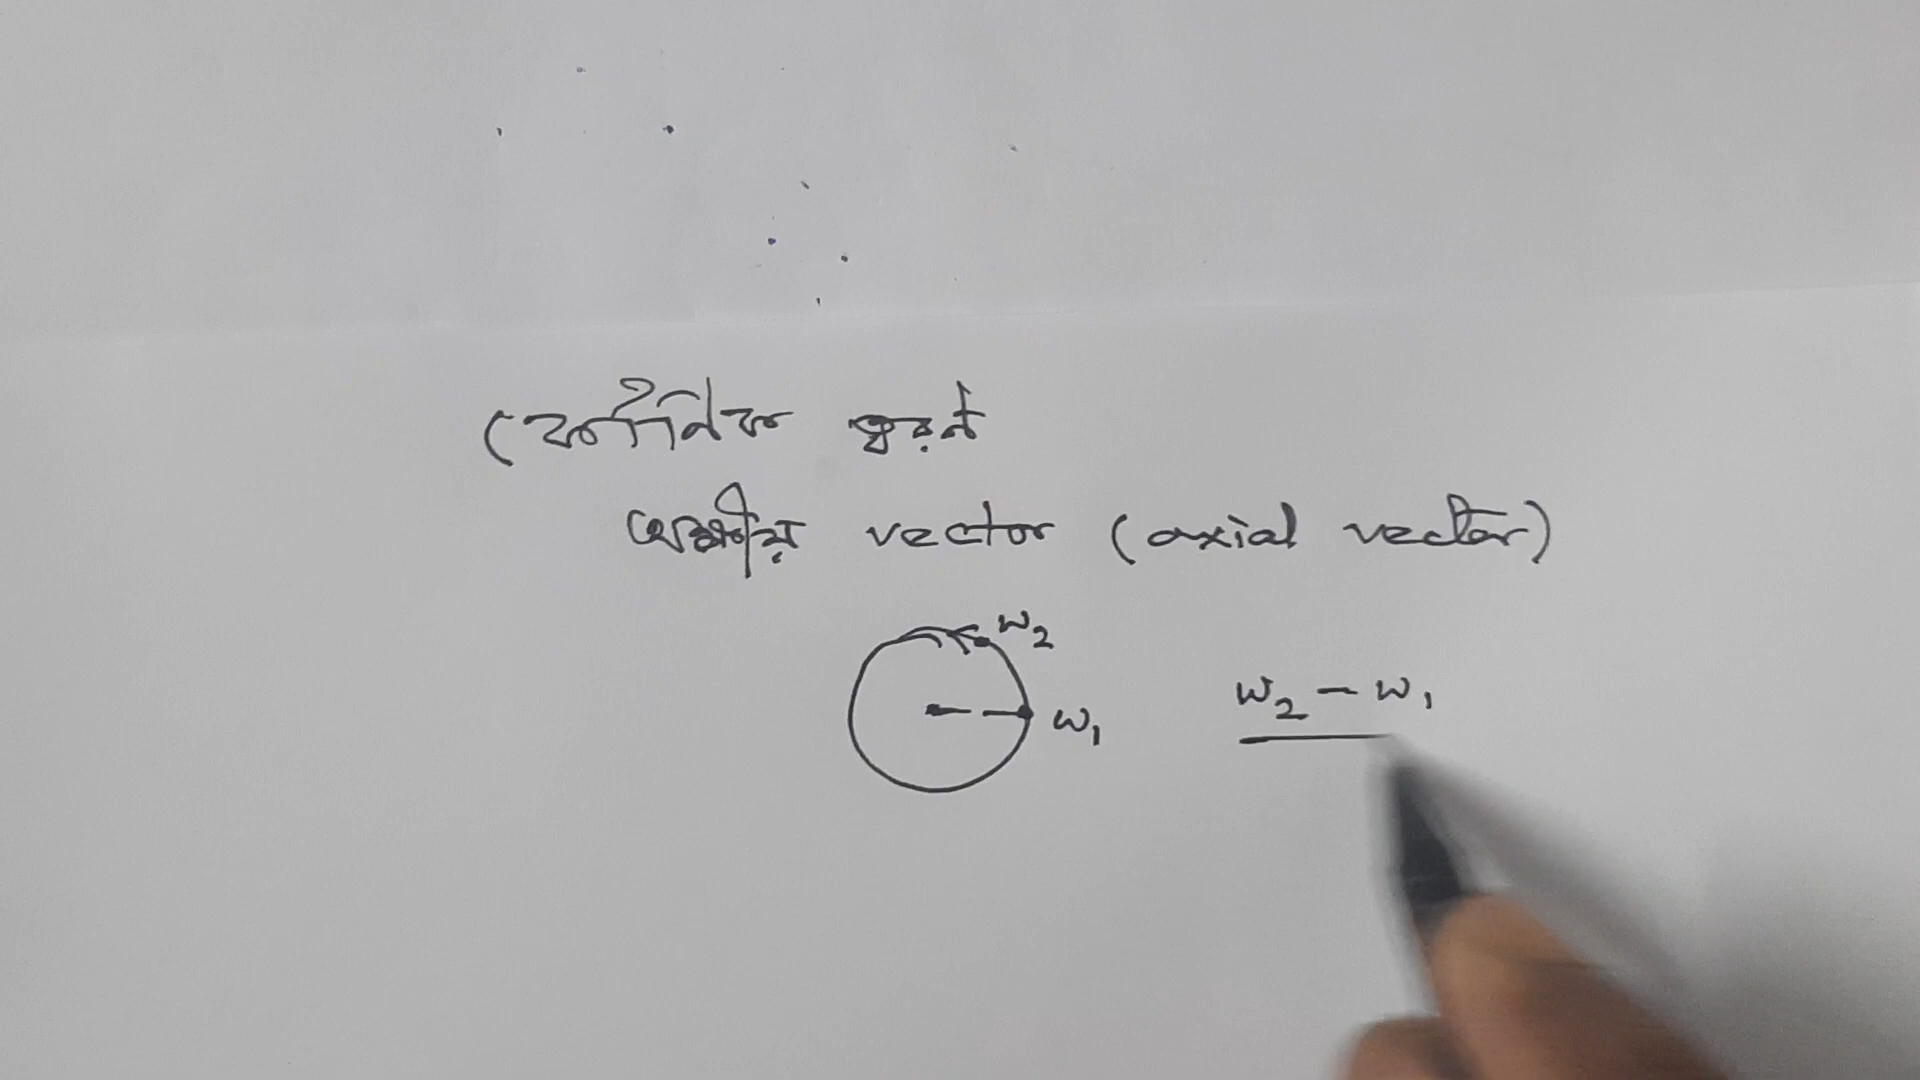 কৌণিক ত্বরণ
অক্ষীয় vector (axial vector)
ω₂
ω₁
ω₂ - ω₁